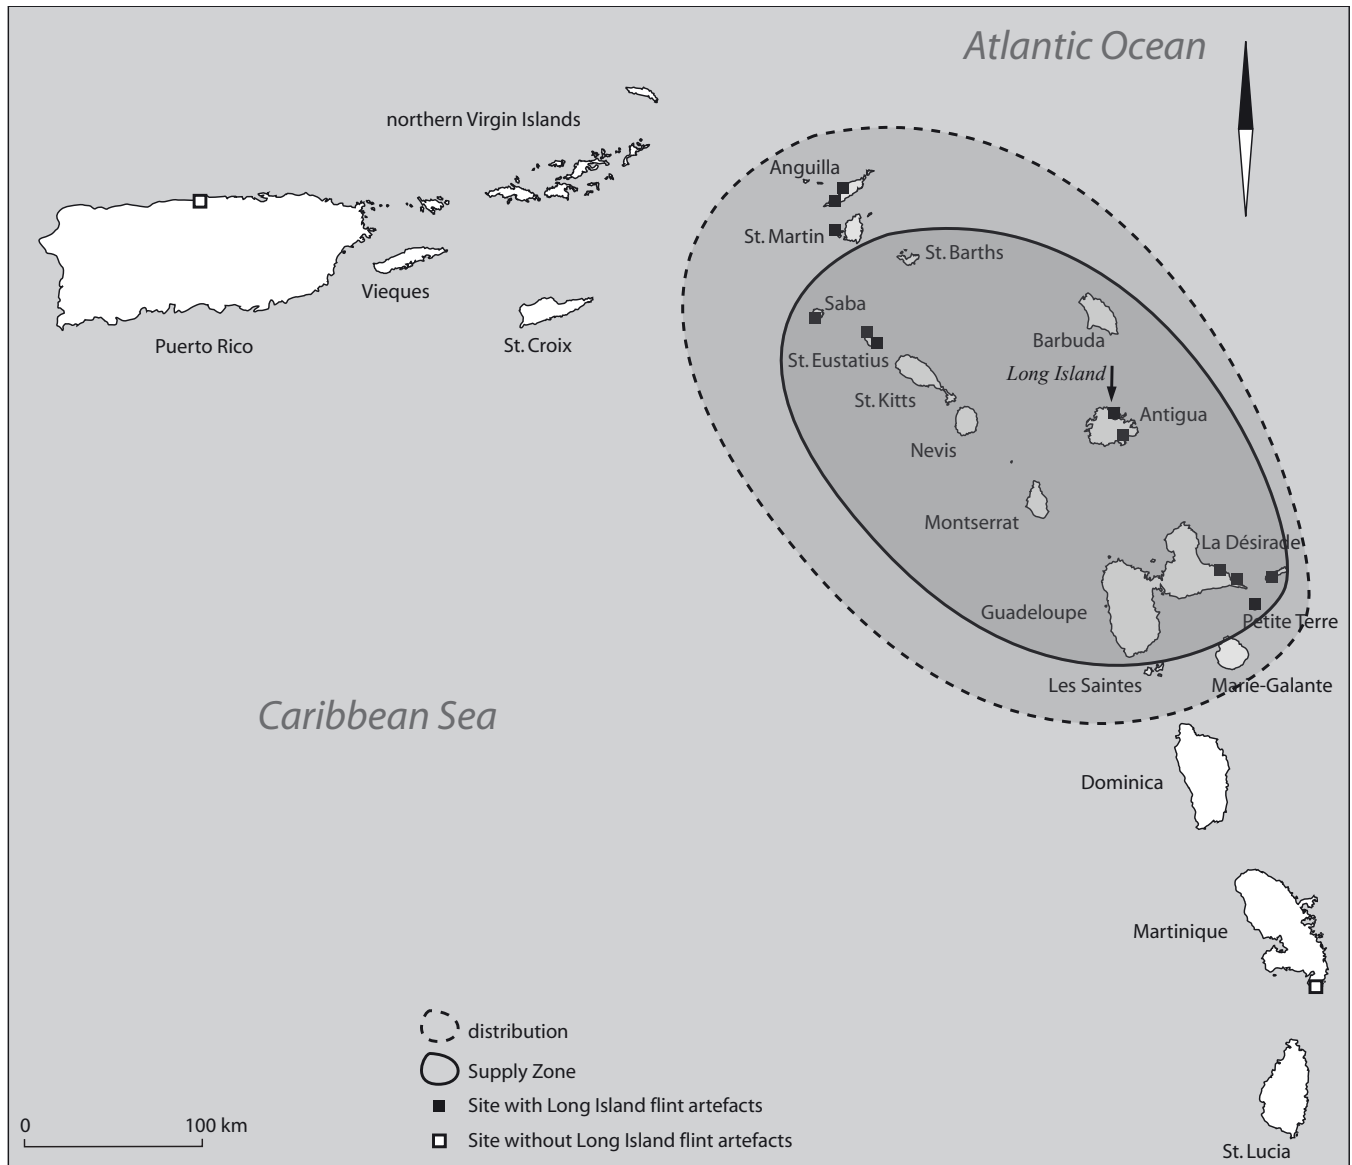 Atlantic Ocean
northern Virgin Islands
Anguilla
St. Martin
St. Barths
Vieques
Saba
Puerto Rico
St. Croix
Barbuda
St. Eustatius
Long Island
St. Kitts
Antigua
Nevis
Montserrat
La Désirade
Guadeloupe
Petite Terre
Les Saintes
Marie-Galante
Caribbean Sea
Dominica
Martinique
distribution
Supply Zone
Site with Long Island flint artefacts
0 100 km
Site without Long Island flint artefacts
St. Lucia